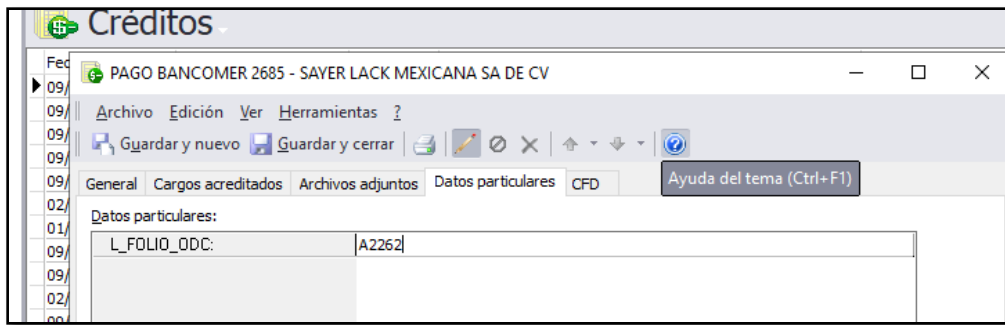 Créditos
Fec
PAGO BANCOMER 2685 - SAYER LACK MEXICANA SA DE CV
09/
09/
Archivo Edición Ver Herramientas ?
09/
Guardar y nuevo Guardar y cerrar
09/
09/
General Cargos acreditados Archivos adjuntos Datos particulares CFD
Ayuda del tema (Ctrl+F1)
02/
Datos particulares:
01/
09/
L_FOLIO_ODC: A2262
09/
02/